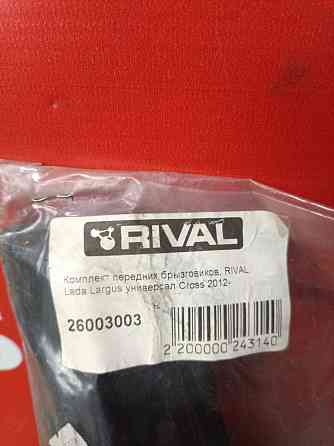 RIVAL
Комплект передних брызговиков, RIVAL,
Lada Largus универсал Cross 2012-
26003003
2 200000 243140